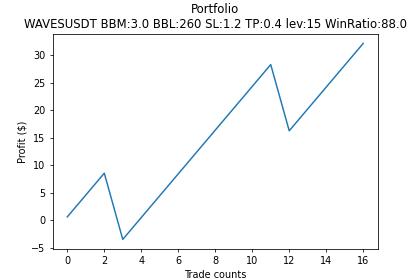 Portfolio
WAVESUSDT BBM:3.0 BBL:260 SL:1.2 TP:0.4 lev:15 WinRatio:88.0
Profit ($)
30
25
20
15
10
5
0
−5
0 2 4 6 8 10 12 14 16
Trade counts